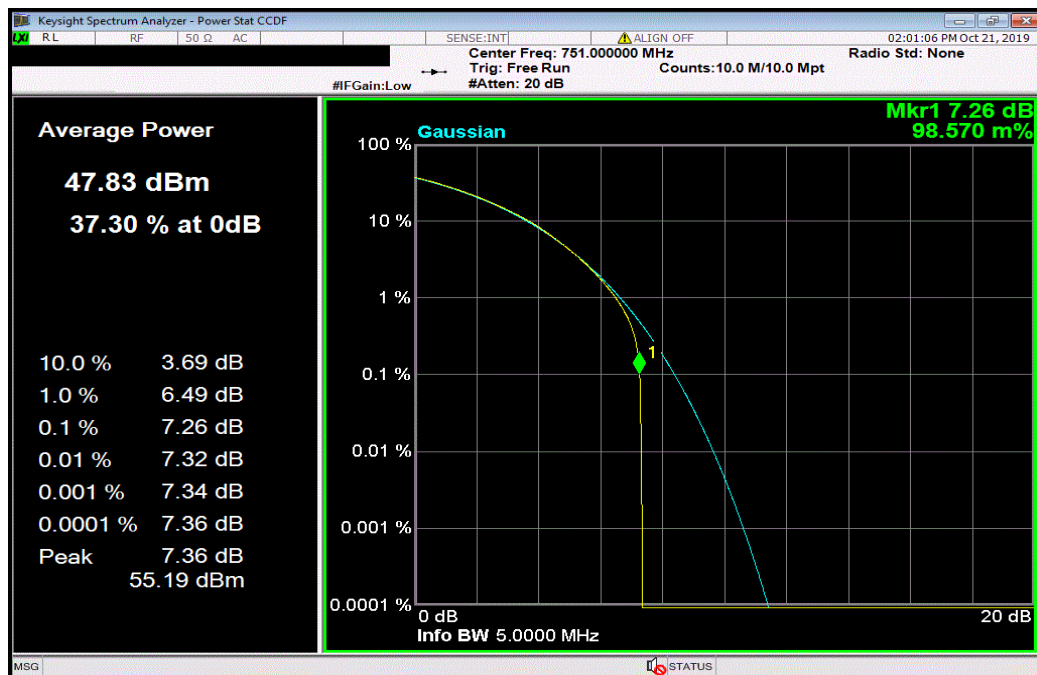 Keysight Spectrum Analyzer - Power Stat CCDF
LXI RL RF 50 Ω AC SENSE:INT ALIGN OFF 02:01:06 PM Oct 21, 2019
Center Freq: 751.000000 MHz Radio Std: None
Trig: Free Run Counts:10.0 M/10.0 Mpt
#IFGain:Low #Atten: 20 dB
Average Power
47.83 dBm
37.30 % at 0dB
10.0 % 3.69 dB
1.0 % 6.49 dB
0.1 % 7.26 dB
0.01 % 7.32 dB
0.001 % 7.34 dB
0.0001 % 7.36 dB
Peak 7.36 dB
55.19 dBm
Mkr1 7.26 dB
98.570 m%
Gaussian
100 %
10 %
1 %
1
0.1 %
0.01 %
0.001 %
0.0001 %
0 dB 20 dB
Info BW 5.0000 MHz
MSG STATUS